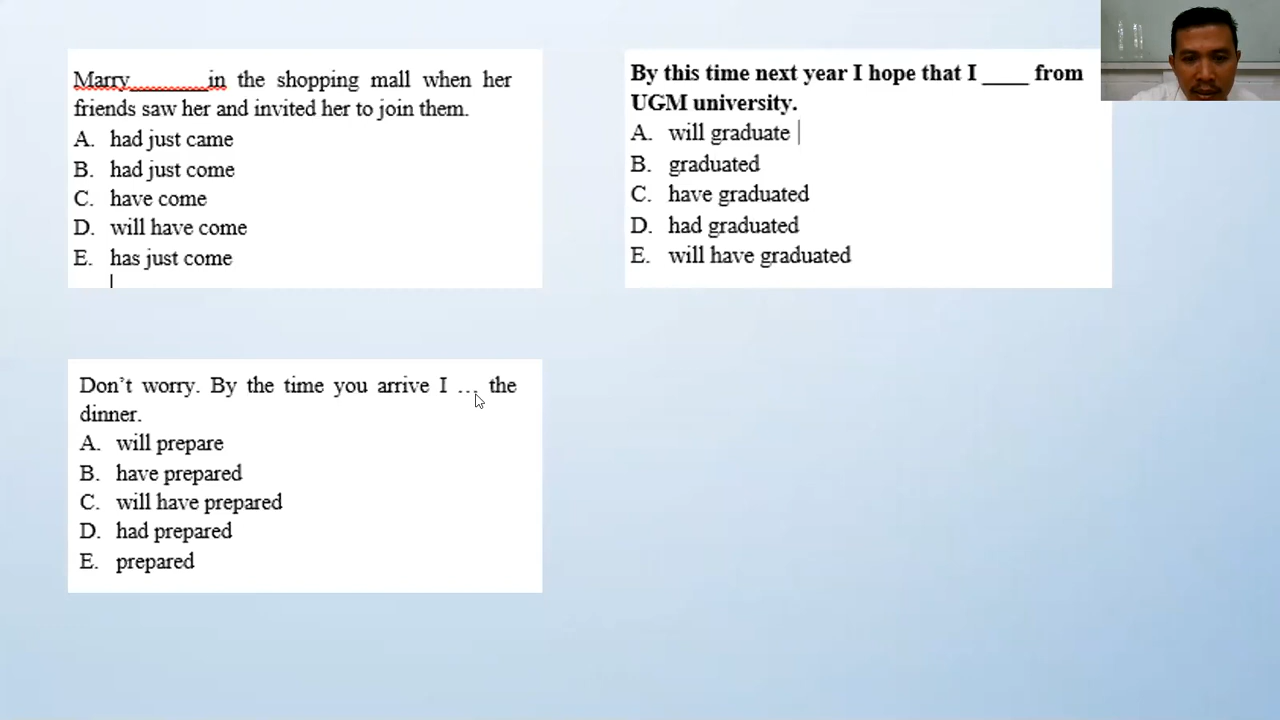 Marry_______in the shopping mall when her
friends saw her and invited her to join them.
A. had just came
B. had just come
C. have come
D. will have come
E. has just come
By this time next year I hope that I ____ from
UGM university.
A. will graduate
B. graduated
C. have graduated
D. had graduated
E. will have graduated
Don’t worry. By the time you arrive I … the
dinner.
A. will prepare
B. have prepared
C. will have prepared
D. had prepared
E. prepared